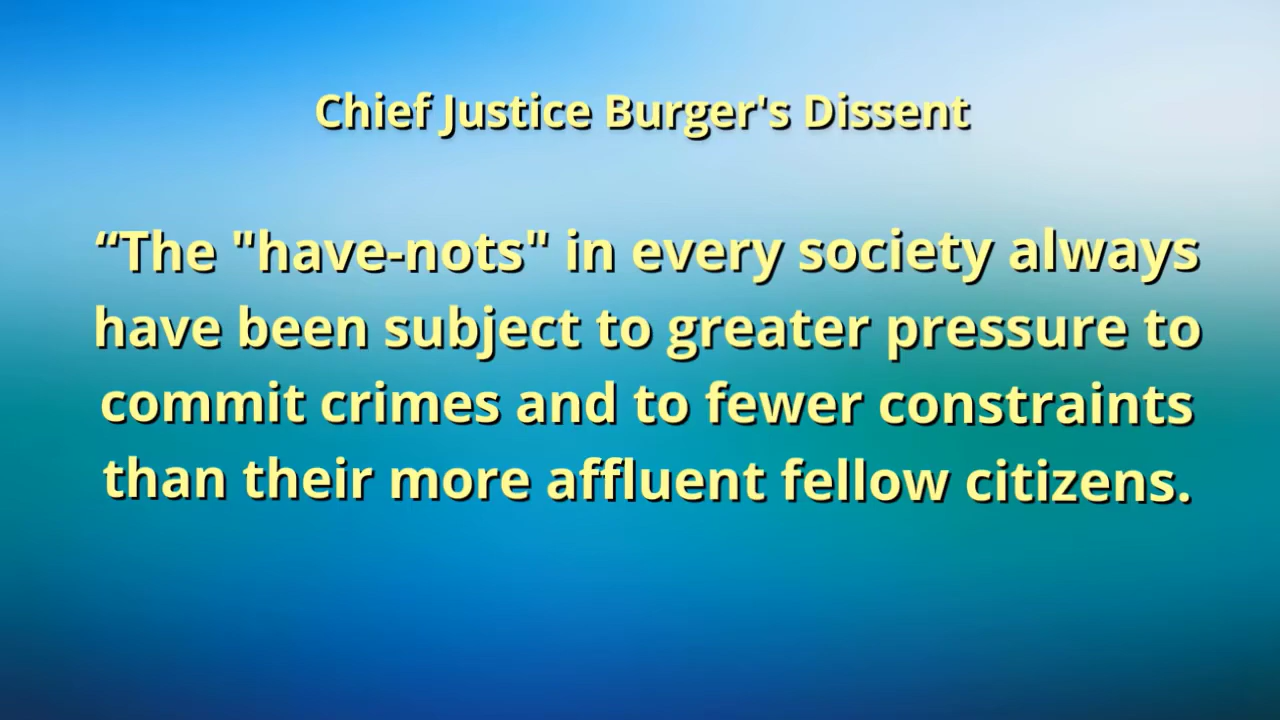 Chief Justice Burger's Dissent
“The "have-nots" in every society always
have been subject to greater pressure to
commit crimes and to fewer constraints
than their more affluent fellow citizens.